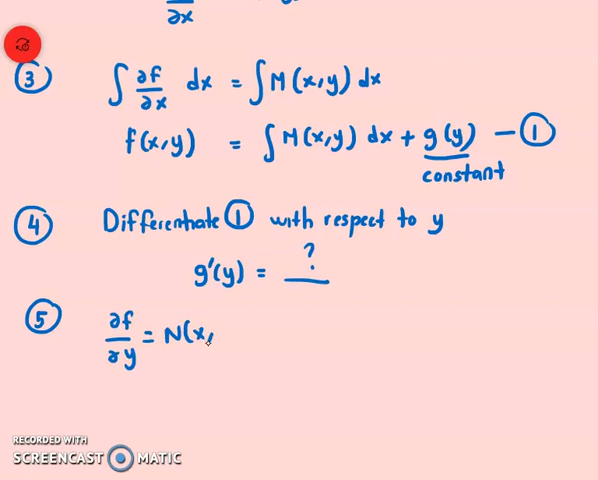 ∂x
③ ∫ ∂f/∂x dx = ∫ M(x,y) dx
f(x,y) = ∫ M(x,y) dx + g(y) — ①
constant
④ Differentiate ① with respect to y
g'(y) = ?
⑤ ∂f/∂y = N(x,
RECORDED WITH
SCREENCAST MATIC